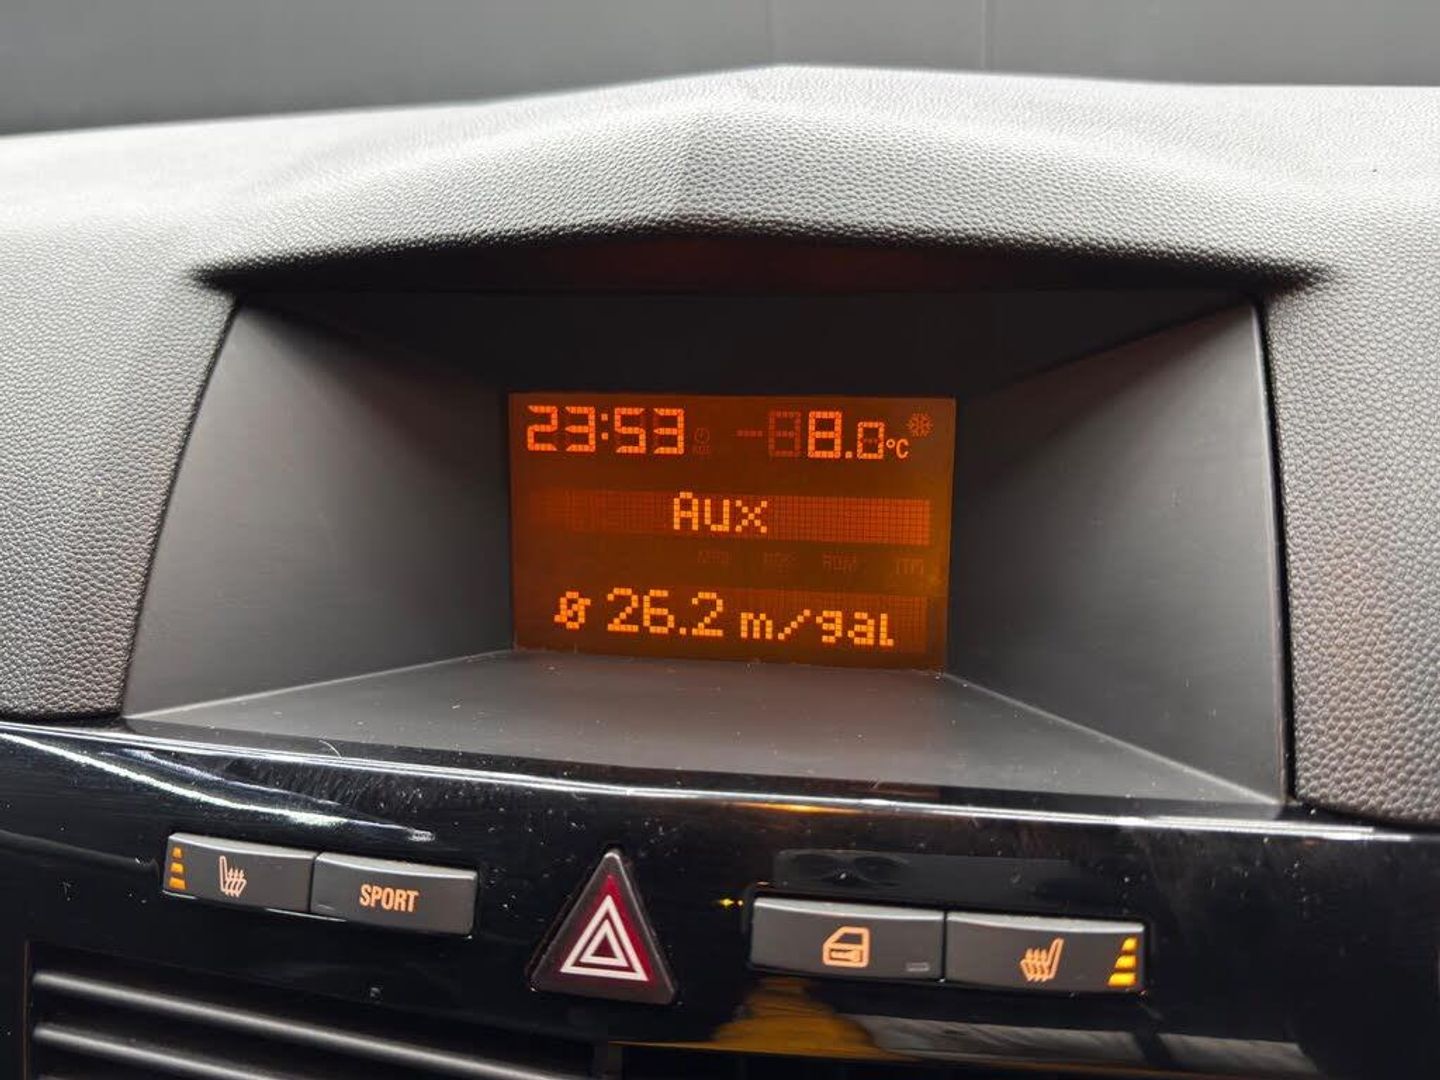 23:53 8.0°C
Aux
Ø 26.2 m/gal
SPORT